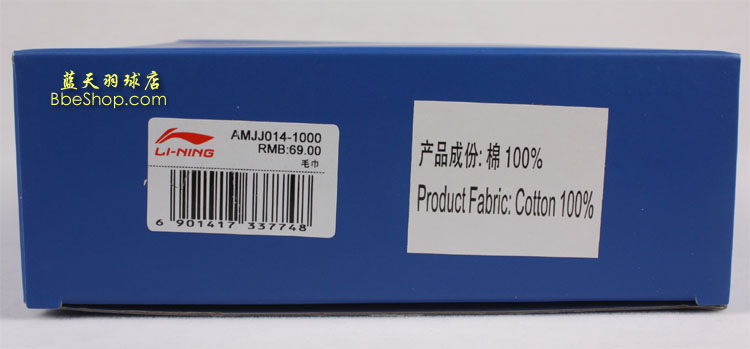 蓝天羽球店
BbeShop.com
LI-NING
AMJJ014-1000
RMB:69.00
毛巾
6 901417 337748
产品成份: 棉 100%
Product Fabric: Cotton 100%